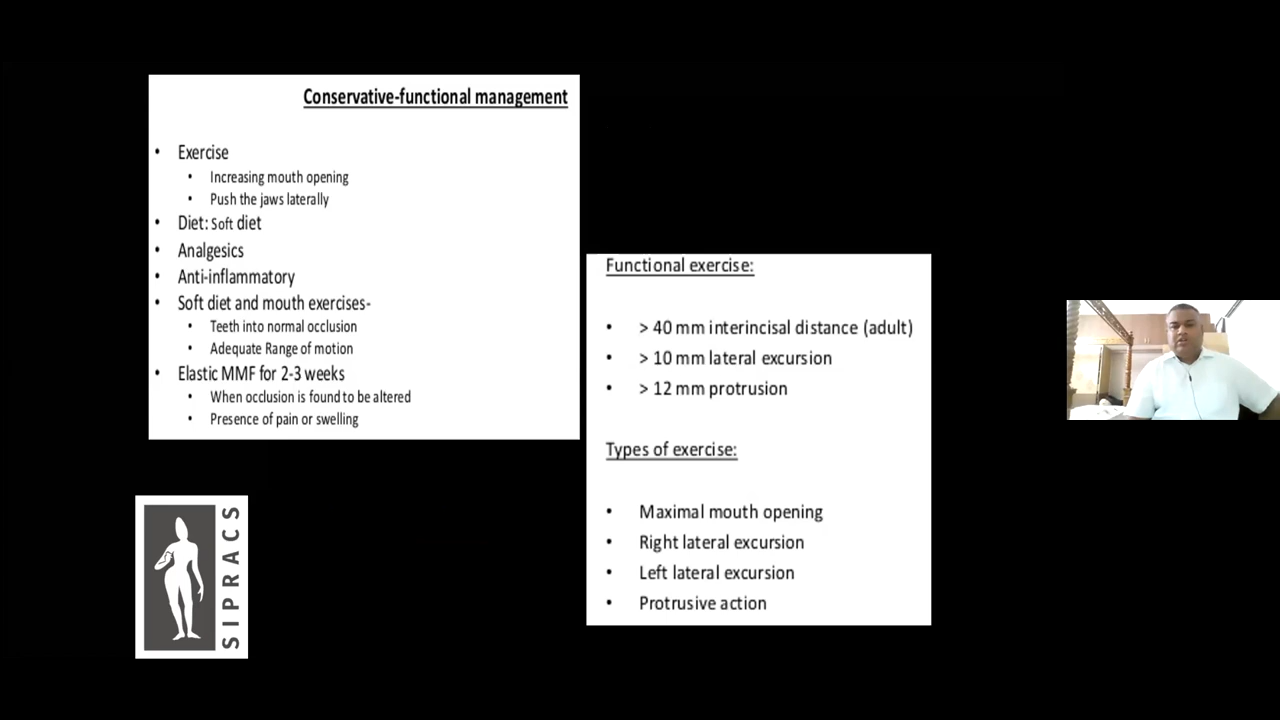 Conservative-functional management
• Exercise
• Increasing mouth opening
• Push the jaws laterally
• Diet: Soft diet
• Analgesics
• Anti-inflammatory
• Soft diet and mouth exercises-
• Teeth into normal occlusion
• Adequate Range of motion
• Elastic MMF for 2-3 weeks
• When occlusion is found to be altered
• Presence of pain or swelling
Functional exercise:
• > 40 mm interincisal distance (adult)
• > 10 mm lateral excursion
• > 12 mm protrusion
Types of exercise:
• Maximal mouth opening
• Right lateral excursion
• Left lateral excursion
• Protrusive action
SIPRACS